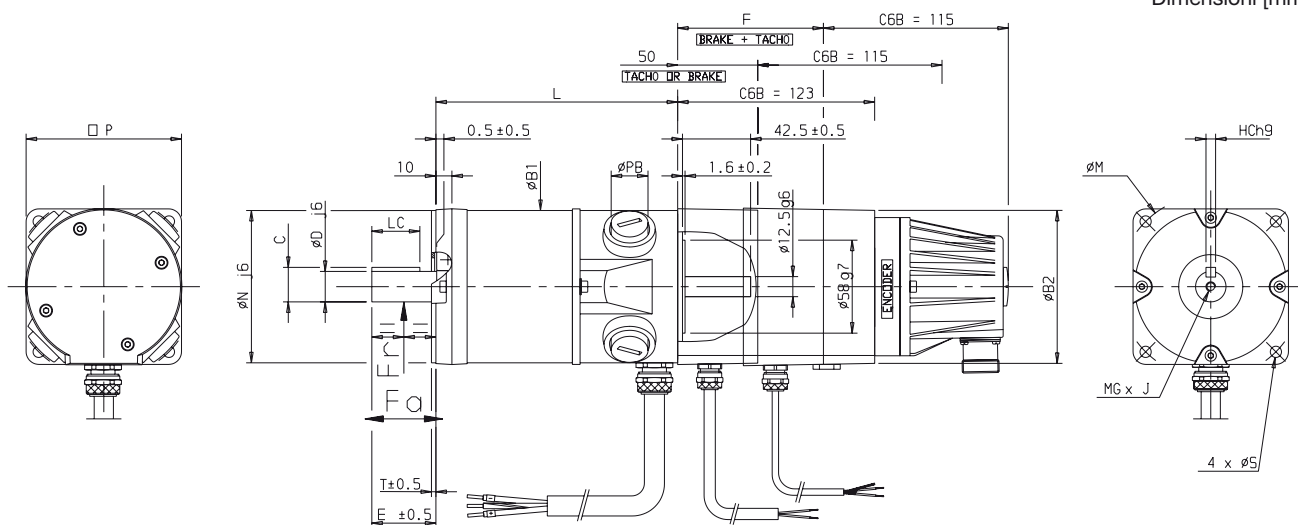 Dimensioni [mm
F
C6B = 115
BRAKE + TACHO
50
C6B = 115
TACHO OR BRAKE
L
C6B = 123
□ P
0.5±0.5
42.5±0.5
HCh9
10
øB1
øPB
1.6±0.2
øM
LC
C
øD j6
øN j6
ø12.5 g6
ø58 g7
ENCODER
øB2
Fr
Fa
MG x J
4 x øS
T±0.5
E ±0.5